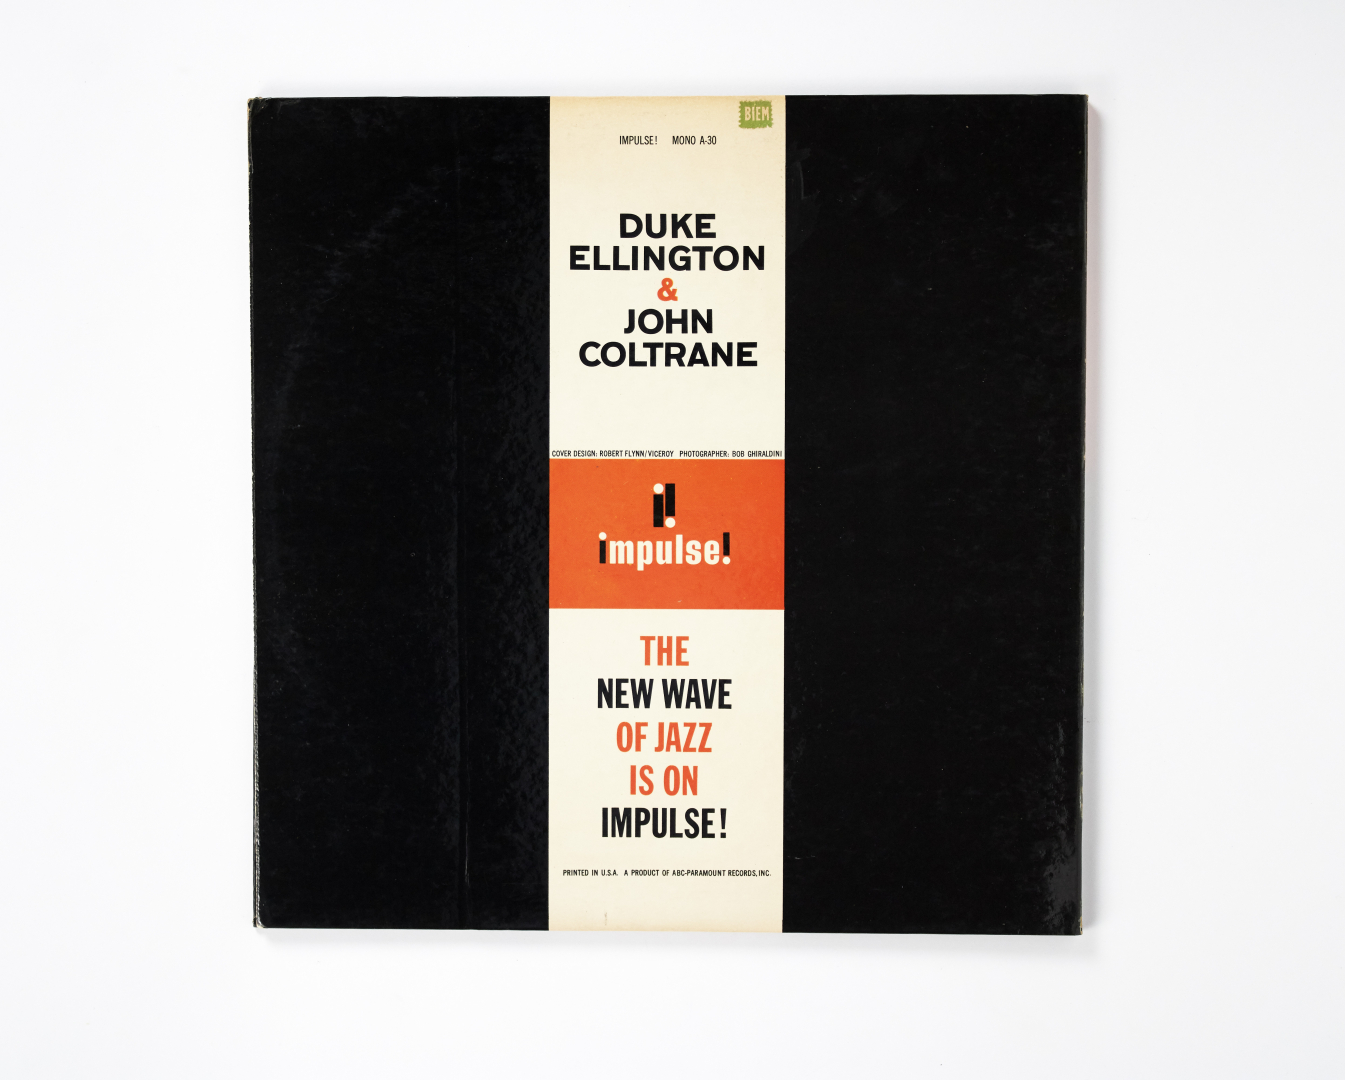 BIEM
IMPULSE! MONO A-30
DUKE
ELLINGTON
&
JOHN
COLTRANE
COVER DESIGN: ROBERT FLYNN/VICEROY PHOTOGRAPHER: BOB GHIRALDINI
impulse!
THE
NEW WAVE
OF JAZZ
IS ON
IMPULSE!
PRINTED IN U.S.A. A PRODUCT OF ABC-PARAMOUNT RECORDS, INC.